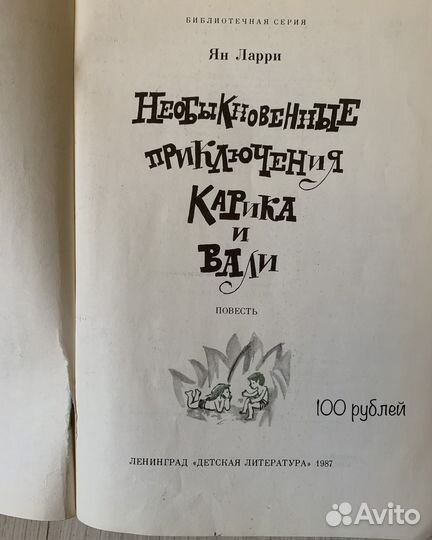 БИБЛИОТЕЧНАЯ СЕРИЯ
Ян Ларри
НЕОБЫКНОВЕННЫЕ
ПРИКЛЮЧЕНИЯ
КАРИКА
И
ВАЛИ
ПОВЕСТЬ
100 рублей
ЛЕНИНГРАД «ДЕТСКАЯ ЛИТЕРАТУРА» 1987
Avito